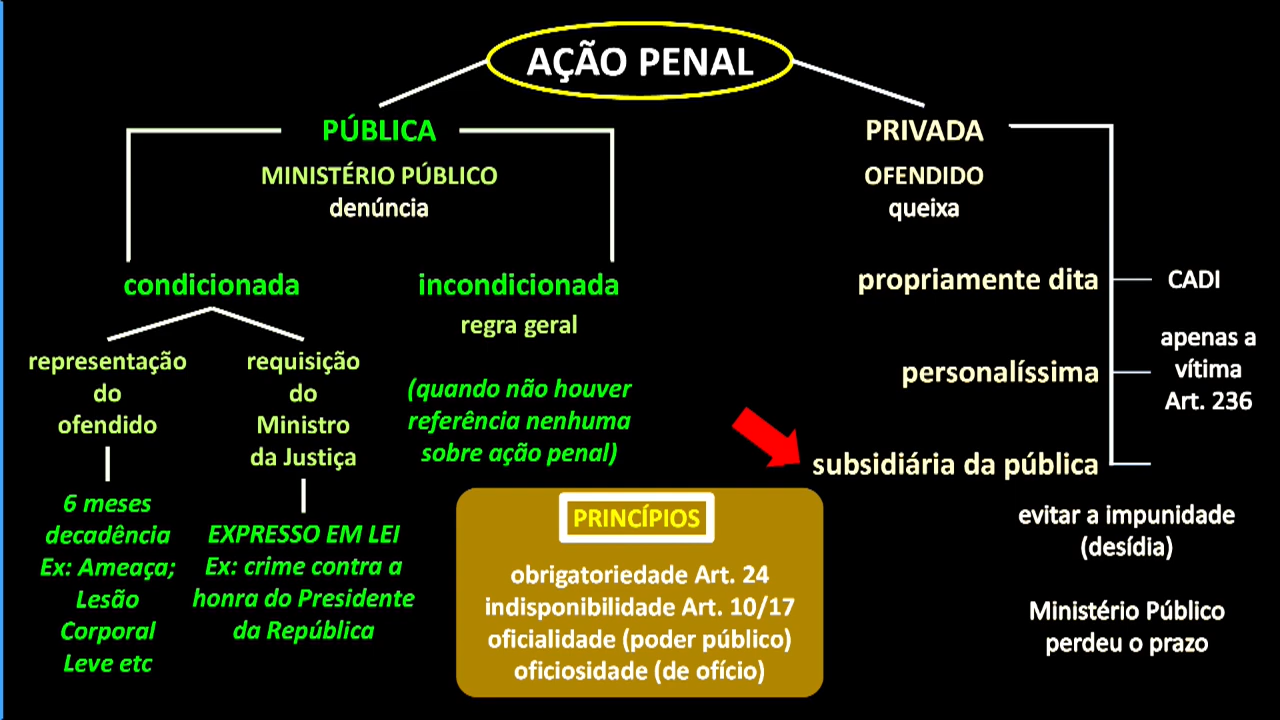 AÇÃO PENAL
PÚBLICA
MINISTÉRIO PÚBLICO
denúncia
condicionada
representação
do
ofendido
6 meses
decadência
Ex: Ameaça;
Lesão
Corporal
Leve etc
requisição
do
Ministro
da Justiça
EXPRESSO EM LEI
Ex: crime contra a
honra do Presidente
da República
incondicionada
regra geral
(quando não houver
referência nenhuma
sobre ação penal)
PRINCÍPIOS
obrigatoriedade Art. 24
indisponibilidade Art. 10/17
oficialidade (poder público)
oficiosidade (de ofício)
PRIVADA
OFENDIDO
queixa
propriamente dita
CADI
personalíssima
apenas a
vítima
Art. 236
subsidiária da pública
evitar a impunidade
(desídia)
Ministério Público
perdeu o prazo